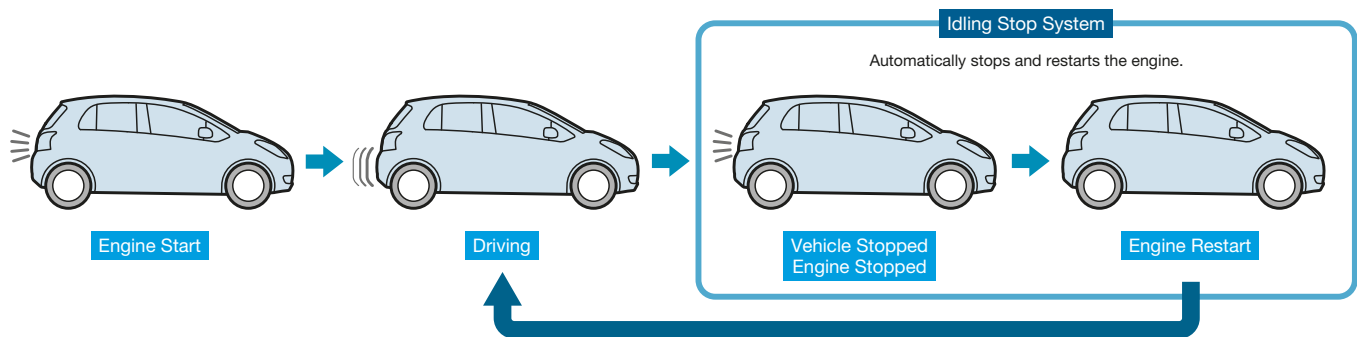 Idling Stop System
Automatically stops and restarts the engine.
Engine Start
Driving
Vehicle Stopped
Engine Stopped
Engine Restart